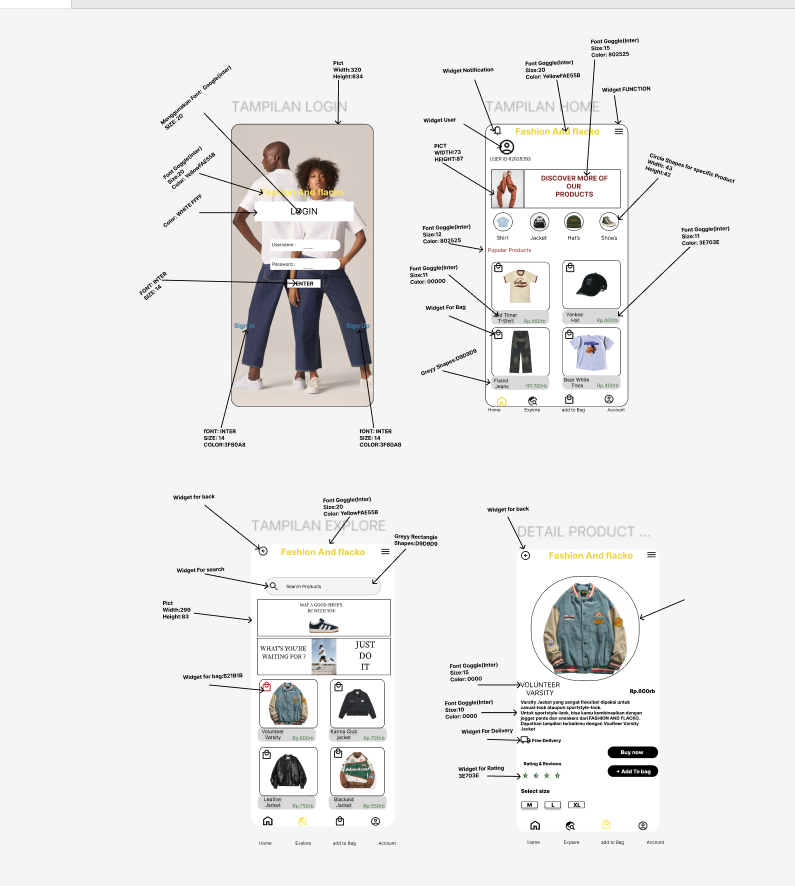 Pict
Width:320
Height:634
Menggunakan Font: Google(Inter)
SIZE: 20
TAMPILAN LOGIN
Font Goggle(Inter)
Size:20
Color: YellowFAE55B
Fashion And flacko
Color: WHITE FFFF
LOGIN
Username :
Password :
FONT: INTER
SIZE: 14
ENTER
Sign in
Sign Up
fONT: INTER
SIZE: 14
COLOR:3F80A8
fONT: INTER
SIZE: 14
COLOR:3F80A8
Font Goggle(Inter)
Size:15
Color: 802525
Font Goggle(Inter)
Size:20
Color: YellowFAE55B
Widget Notification
Widget FUNCTION
TAMPILAN HOME
Widget User
Fashion And flacko
USER ID:02025393
PICT
WIDTH:73
HEIGHT:87
DISCOVER MORE OF
OUR
PRODUCTS
Circle Shapes for specific Product
Width: 43
Height:42
Shirt
Jacket
Hat's
Shoe's
Font Goggle(Inter)
Size:12
Color: 802525
Popular Products
Font Goggle(Inter)
Size:11
Color: 3E703E
Font Goggle(Inter)
Size:11
Color: 00000
Timer
T-Shirt
Rp.450rb
Yankee
Hat
Rp.400rb
Widget For Bag
Greyy Shapes:D9D9D9
Flared
Jeans
RP.700rb
Bear White
Tees
Rp.400rb
Home
Explore
add to Bag
Account
Widget for back
Font Goggle(Inter)
Size:20
Color: YellowFAE55B
TAMPILAN EXPLORE
Greyy Rectangle
Shapes:D9D9D9
Fashion And flacko
Widget For search
Search Products
Pict
Width:299
Height:83
MAY A GOOD SHOE'S
BE WITH YOU
WHAT'S YOU'RE
WAITING FOR ?
JUST
DO
IT
Widget for bag:B21B1B
Volunteer
Varsity
Rp.600rb
Karma Club
jacket
Rp.700rb
Leather
Jacket
Rp.750rb
Blackaid
Jacket
Rp.550rb
Home
Explore
add to Bag
Account
Widget for back
DETAIL PRODUCT ...
Fashion And flacko
Font Goggle(Inter)
Size:15
Color: 0000
VOLUNTEER
VARSITY
Rp.600rb
Font Goggle(Inter)
Size:10
Color: 0000
Varsity Jacket yang sangat fleksibel dipakai untuk
casual-look ataupun sportstyle-look.
Untuk sportstyle-look, bisa kamu kombinasikan dengan
jogger pants dan sneakers dari FASHION AND FLACKO.
Dapatkan tampilan terbaikmu dengan Voulteer Varsity
Jacket
Widget For Delivery
Free Delivery
Buy now
Rating & Reviews
+ Add To bag
Widget for Rating
3E703E
Select size
M
L
XL
Home
Explore
add to Bag
Account